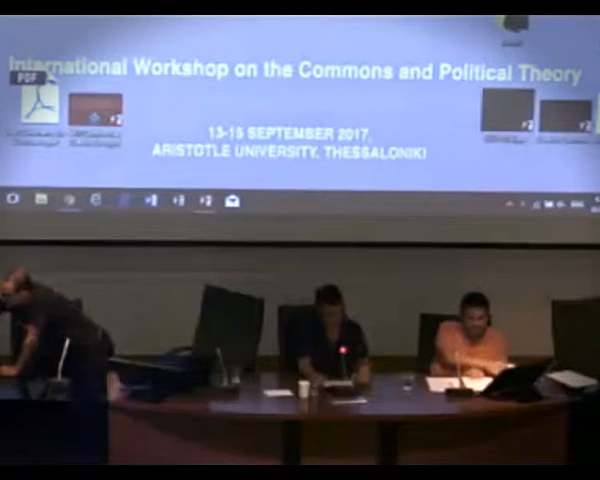 International Workshop on the Commons and Political Theory
PDF
13-15 SEPTEMBER 2017,
ARISTOTLE UNIVERSITY, THESSALONIKI